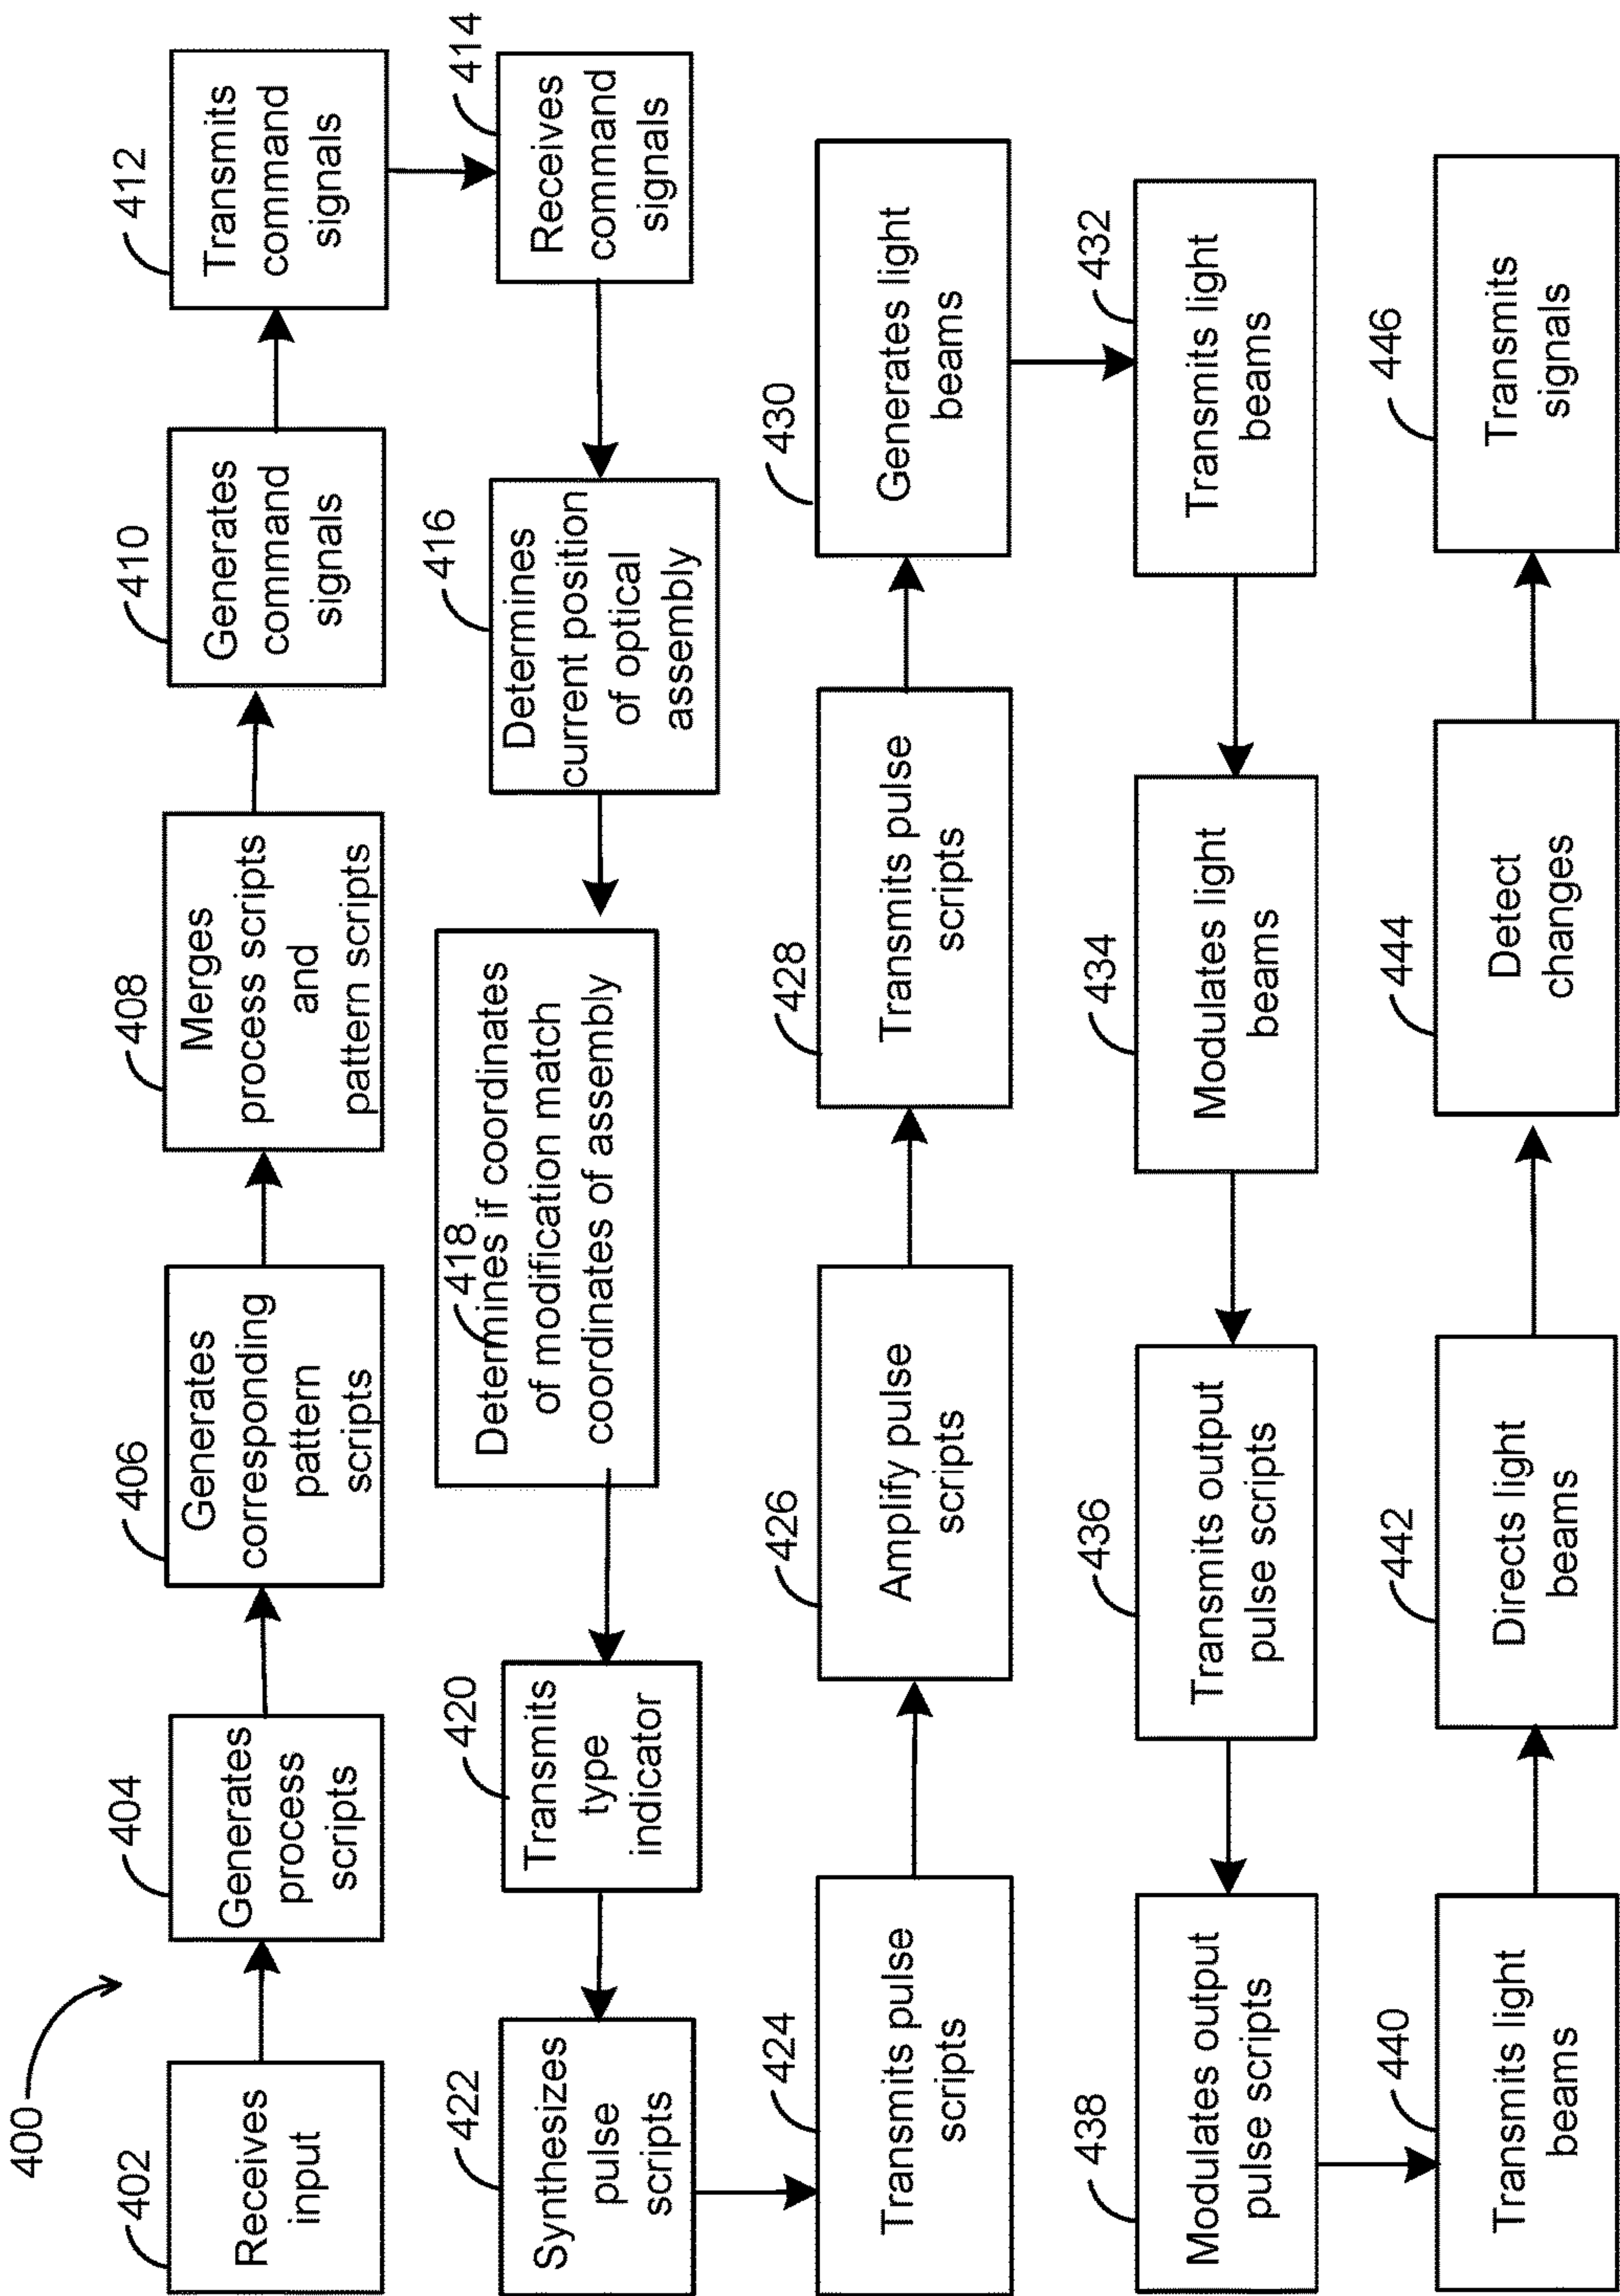 400
402
Receives
input
404
Generates
process
scripts
406
Generates
corresponding
pattern
scripts
408
Merges
process scripts
and
pattern scripts
410
Generates
command
signals
412
Transmits
command
signals
414
Receives
command
signals
416
Determines
current position
of optical
assembly
418
Determines if coordinates
of modification match
coordinates of assembly
420
Transmits
type
indicator
422
Synthesizes
pulse
scripts
424
Transmits pulse
scripts
426
Amplify pulse
scripts
428
Transmits pulse
scripts
430
Generates light
beams
432
Transmits light
beams
434
Modulates light
beams
436
Transmits output
pulse scripts
438
Modulates output
pulse scripts
440
Transmits light
beams
442
Directs light
beams
444
Detect
changes
446
Transmits
signals